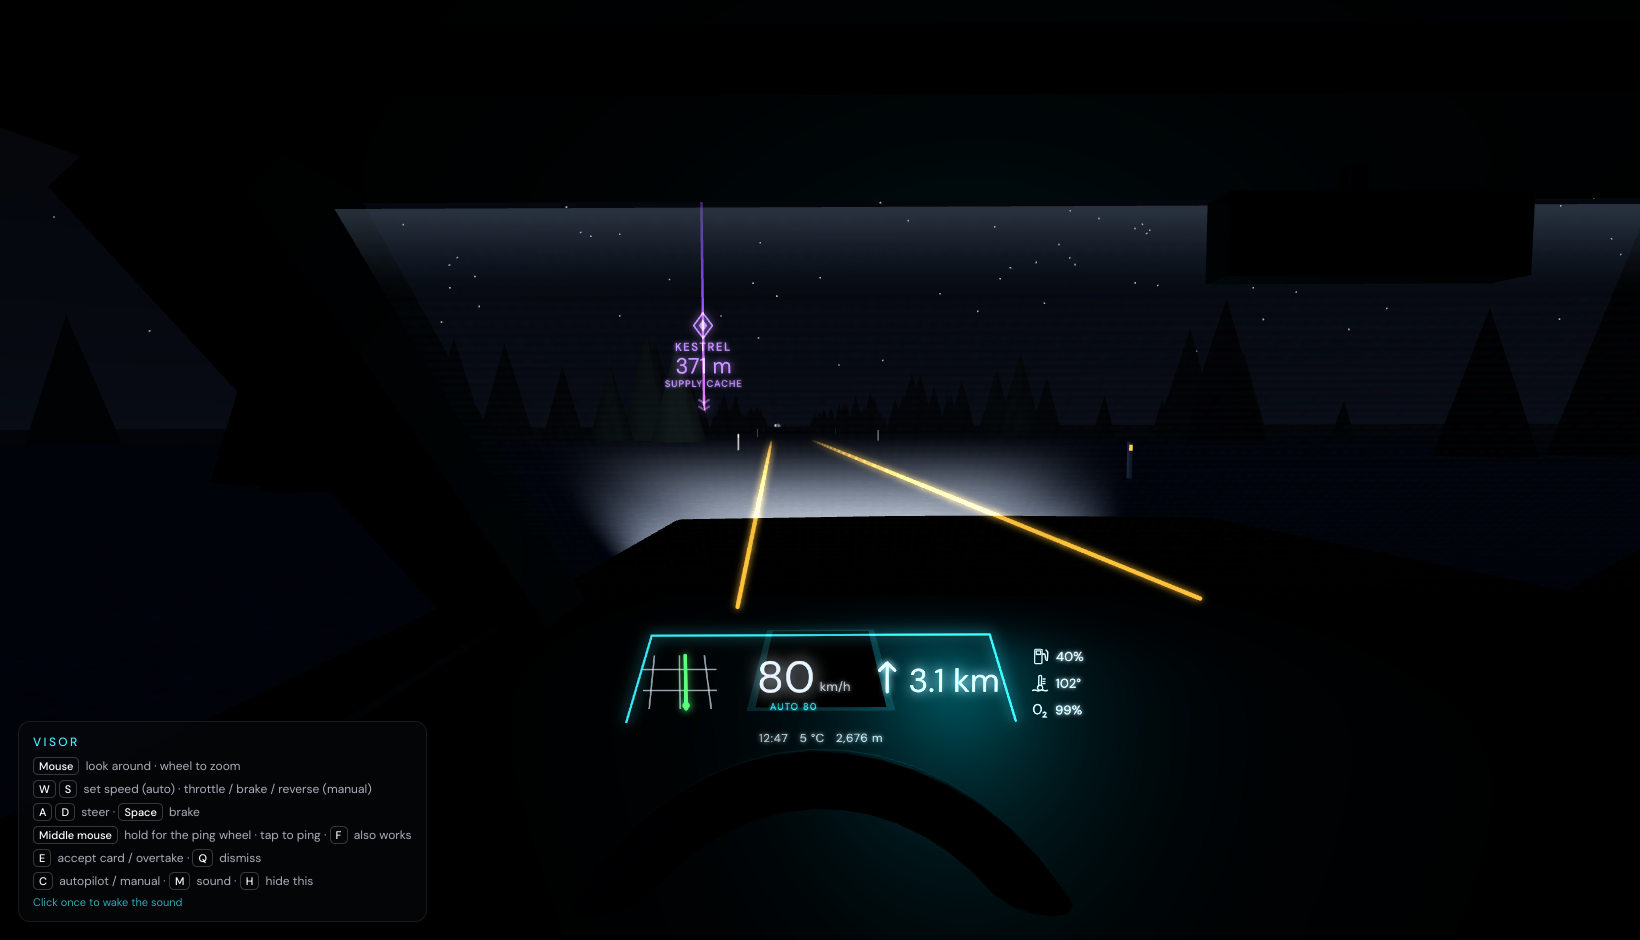 KESTREL
371 m
SUPPLY CACHE
80 km/h
AUTO 80
↑ 3.1 km
40%
102°
O₂ 99%
12:47 5 °C 2,676 m
VISOR
Mouse look around · wheel to zoom
W S set speed (auto) · throttle / brake / reverse (manual)
A D steer · Space brake
Middle mouse hold for the ping wheel · tap to ping · F also works
E accept card / overtake · Q dismiss
C autopilot / manual · M sound · H hide this
Click once to wake the sound